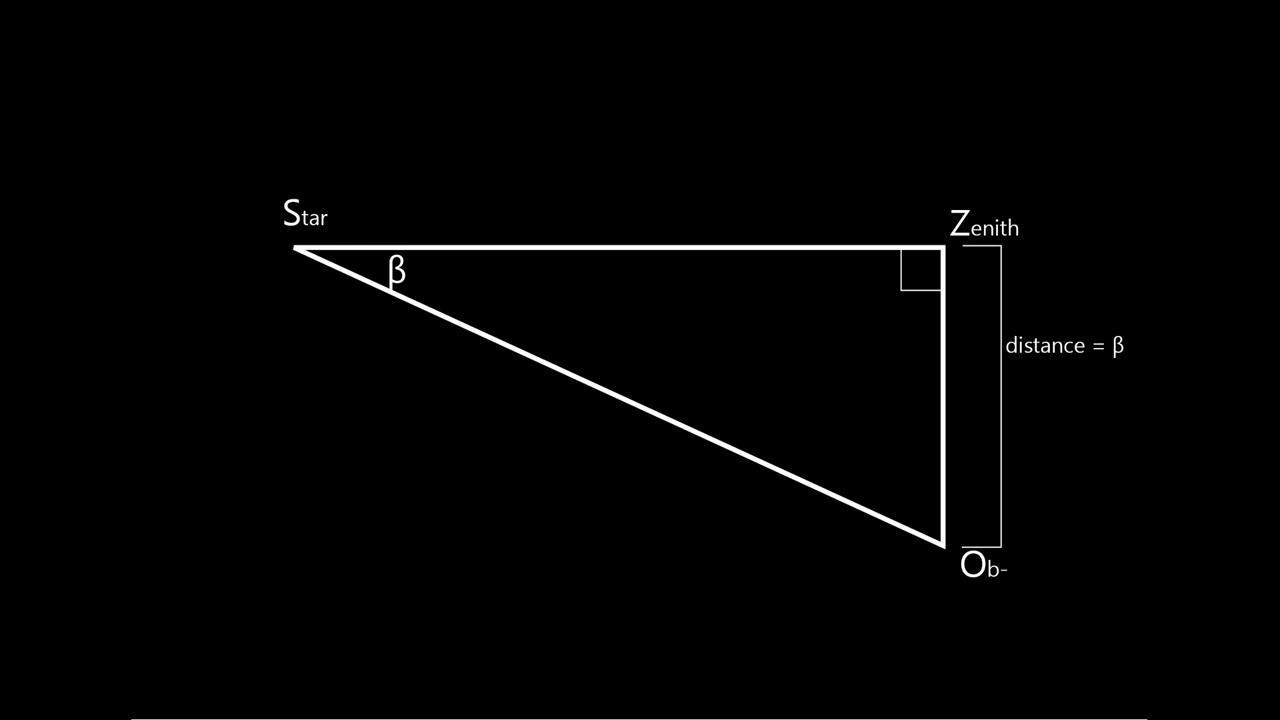 Star
Zenith
β
distance = β
Ob-